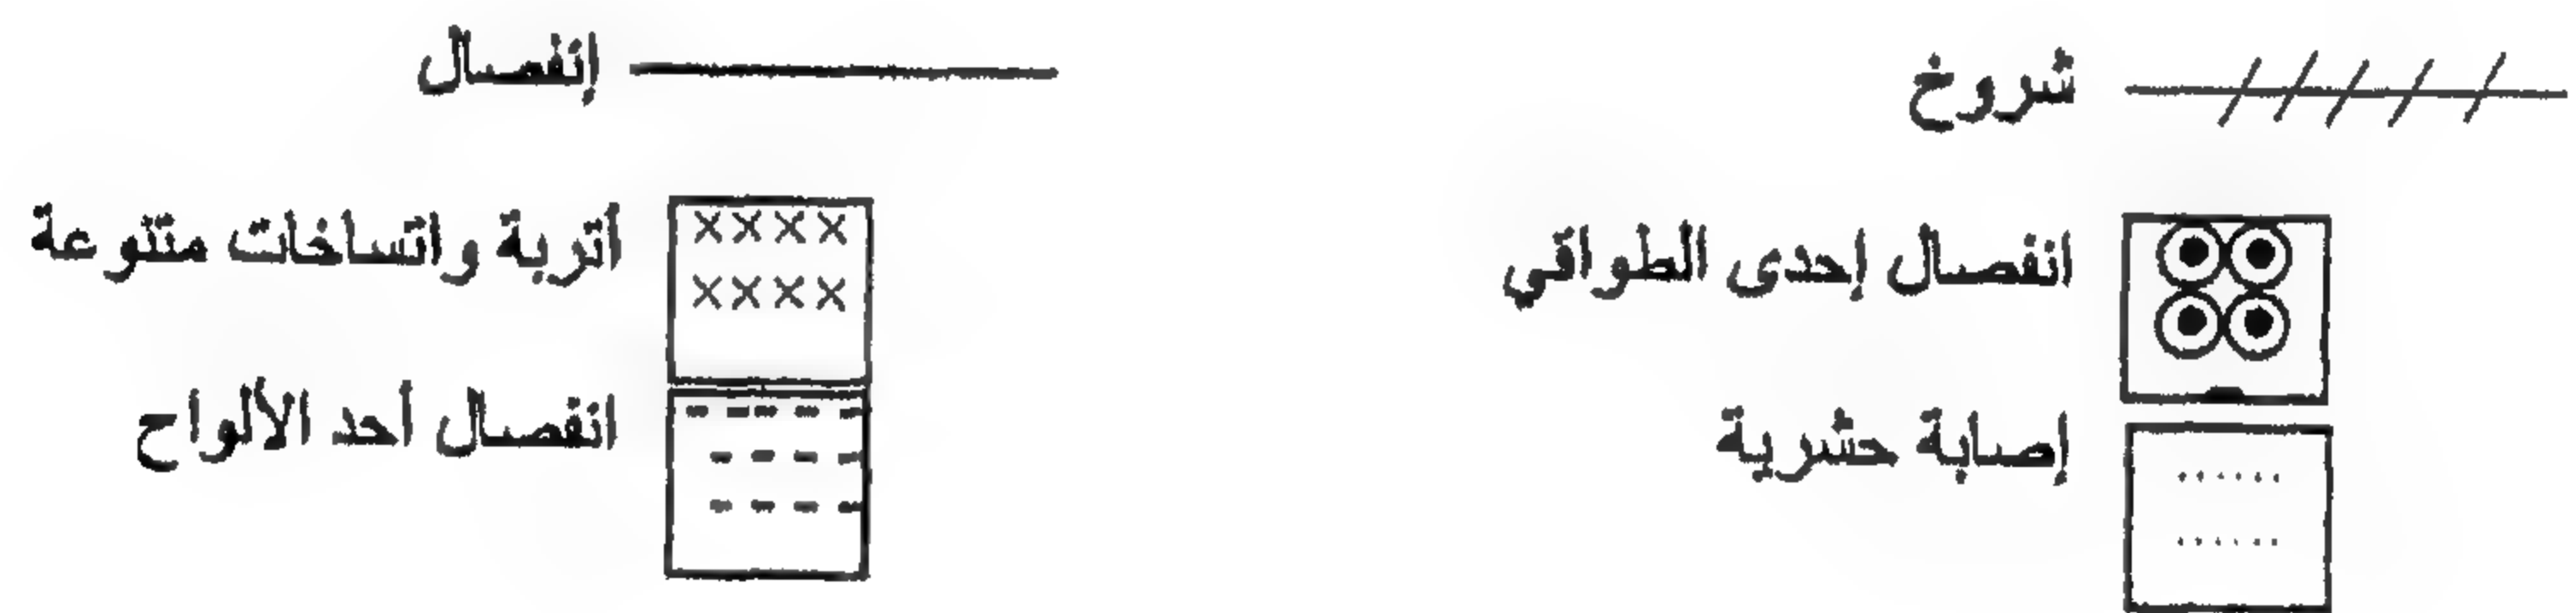 شروخ
إنفصال
انفصال إحدى الطواقي
أتربة واتساخات متنوعة
إصابة حشرية
انفصال أحد الألواح